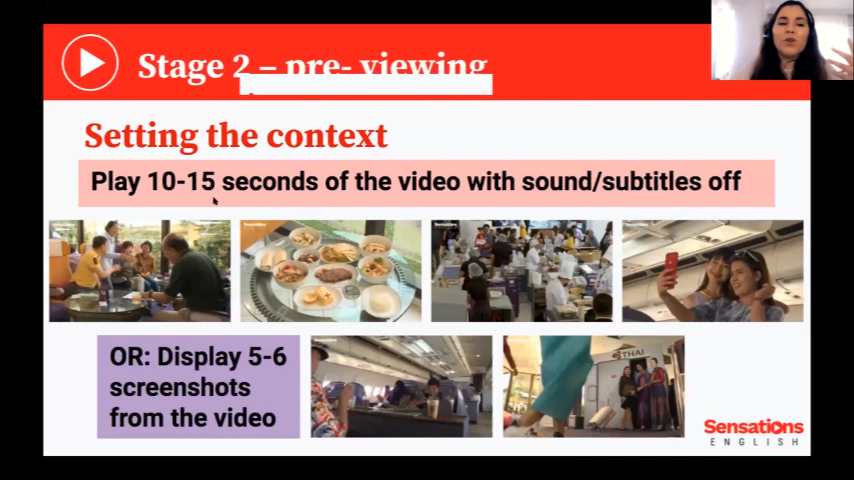 Stage 2 – pre- viewing
Setting the context
Play 10-15 seconds of the video with sound/subtitles off
OR: Display 5-6
screenshots
from the video
THAI
Sensations
ENGLISH